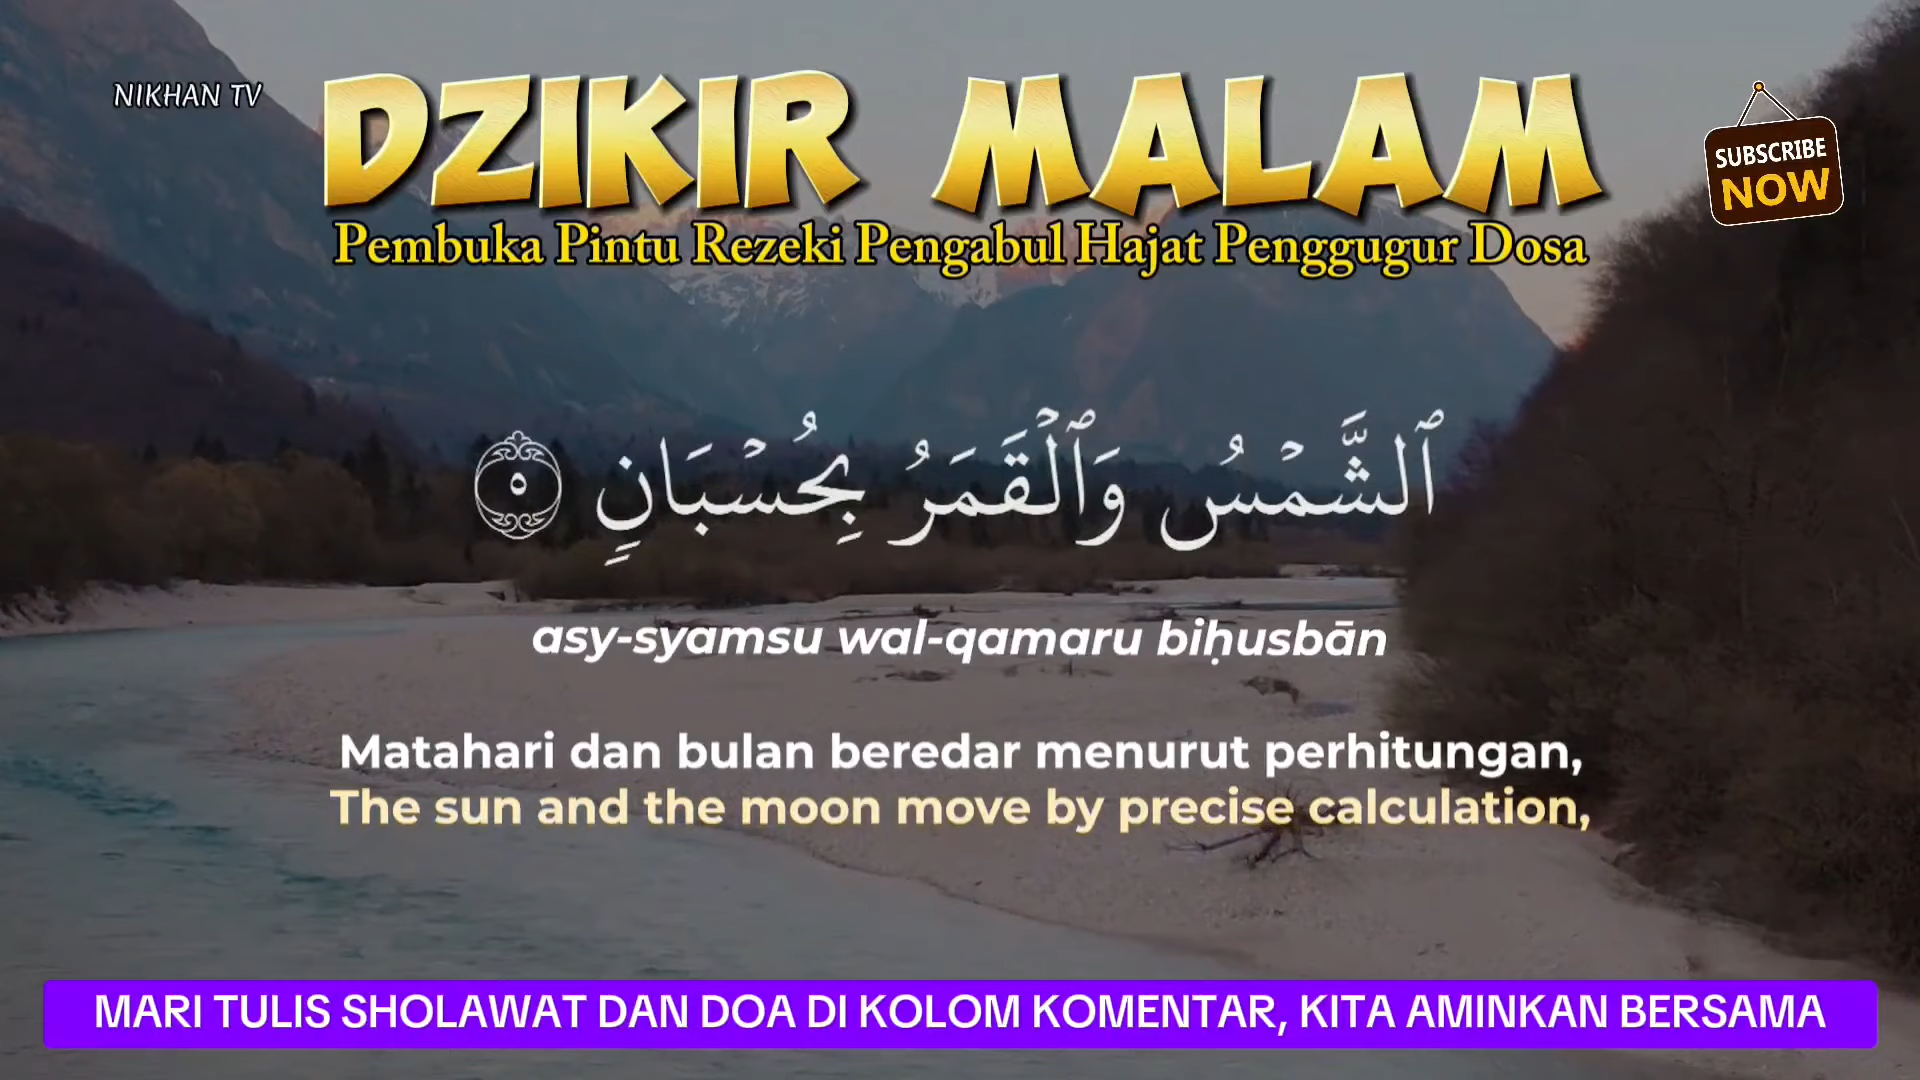 NIKHAN TV
DZIKIR MALAM
SUBSCRIBE
NOW
Pembuka Pintu Rezeki Pengabul Hajat Penggugur Dosa
ٱلشَّمْسُ وَٱلْقَمَرُ بِحُسْبَانٍ ٥
asy-syamsu wal-qamaru biḥusbān
Matahari dan bulan beredar menurut perhitungan,
The sun and the moon move by precise calculation,
MARI TULIS SHOLAWAT DAN DOA DI KOLOM KOMENTAR, KITA AMINKAN BERSAMA